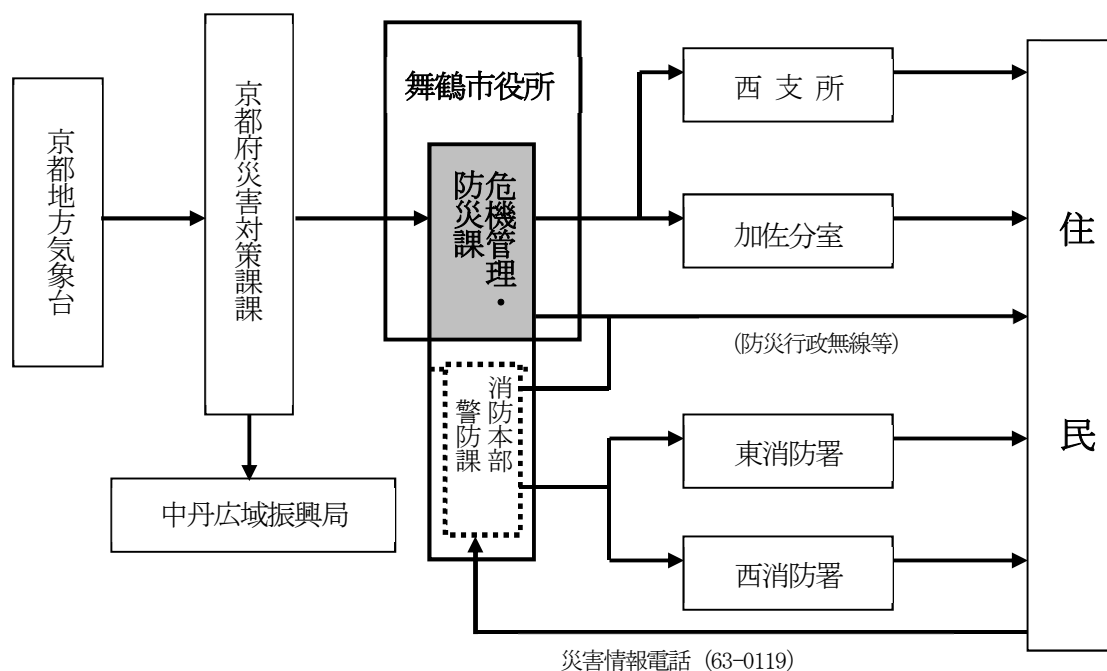 京都地方気象台
京都府災害対策課課
中丹広域振興局
舞鶴市役所
危機管理・
防災課
消防本部
警防課
西 支 所
加佐分室
(防災行政無線等)
東消防署
西消防署
住民
災害情報電話 (63-0119)